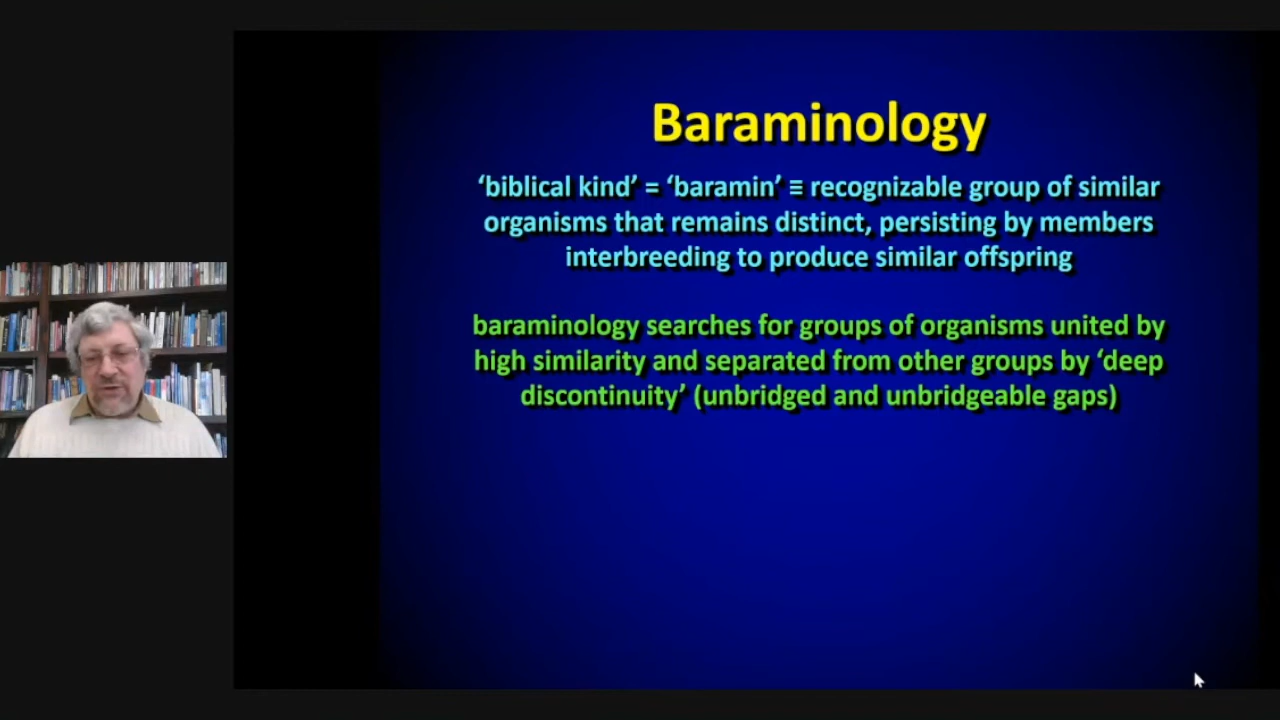 Baraminology
‘biblical kind’ = ‘baramin’ ≡ recognizable group of similar
organisms that remains distinct, persisting by members
interbreeding to produce similar offspring
baraminology searches for groups of organisms united by
high similarity and separated from other groups by ‘deep
discontinuity’ (unbridged and unbridgeable gaps)